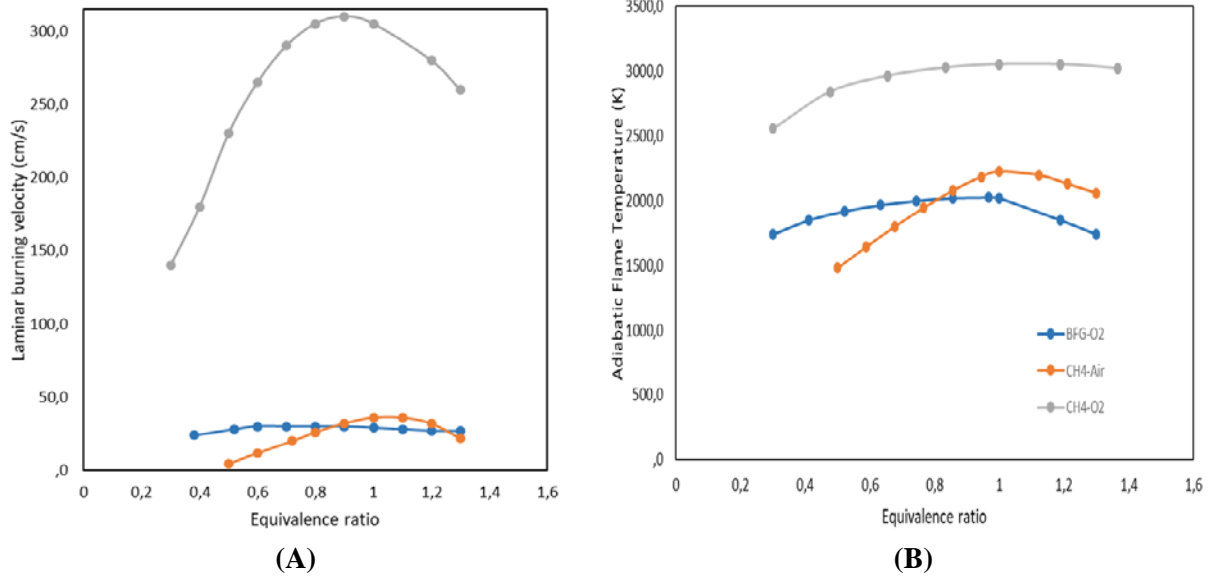 Laminar burning velocity (cm/s)
300,0
250,0
200,0
150,0
100,0
50,0
,0
0 0,2 0,4 0,6 0,8 1 1,2 1,4 1,6
Equivalence ratio
(A)
Adiabatic Flame Temperature (K)
3500,0
3000,0
2500,0
2000,0
1500,0
1000,0
500,0
,0
BFG-O2
CH4-Air
CH4-O2
0 0,2 0,4 0,6 0,8 1 1,2 1,4 1,6
Equivalence ratio
(B)